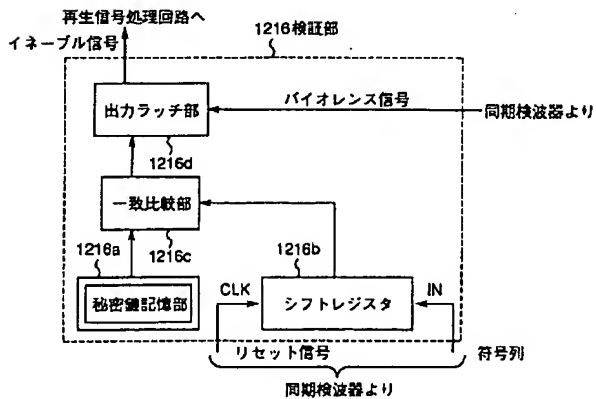 再生信号処理回路へ
イネーブル信号
1216検証部
出力ラッチ部
バイオレンス信号
同期検波器より
1216d
一致比較部
1216a
1216c
1216b
秘密鍵記憶部
CLK
シフトレジスタ
IN
リセット信号
符号列
同期検波器より